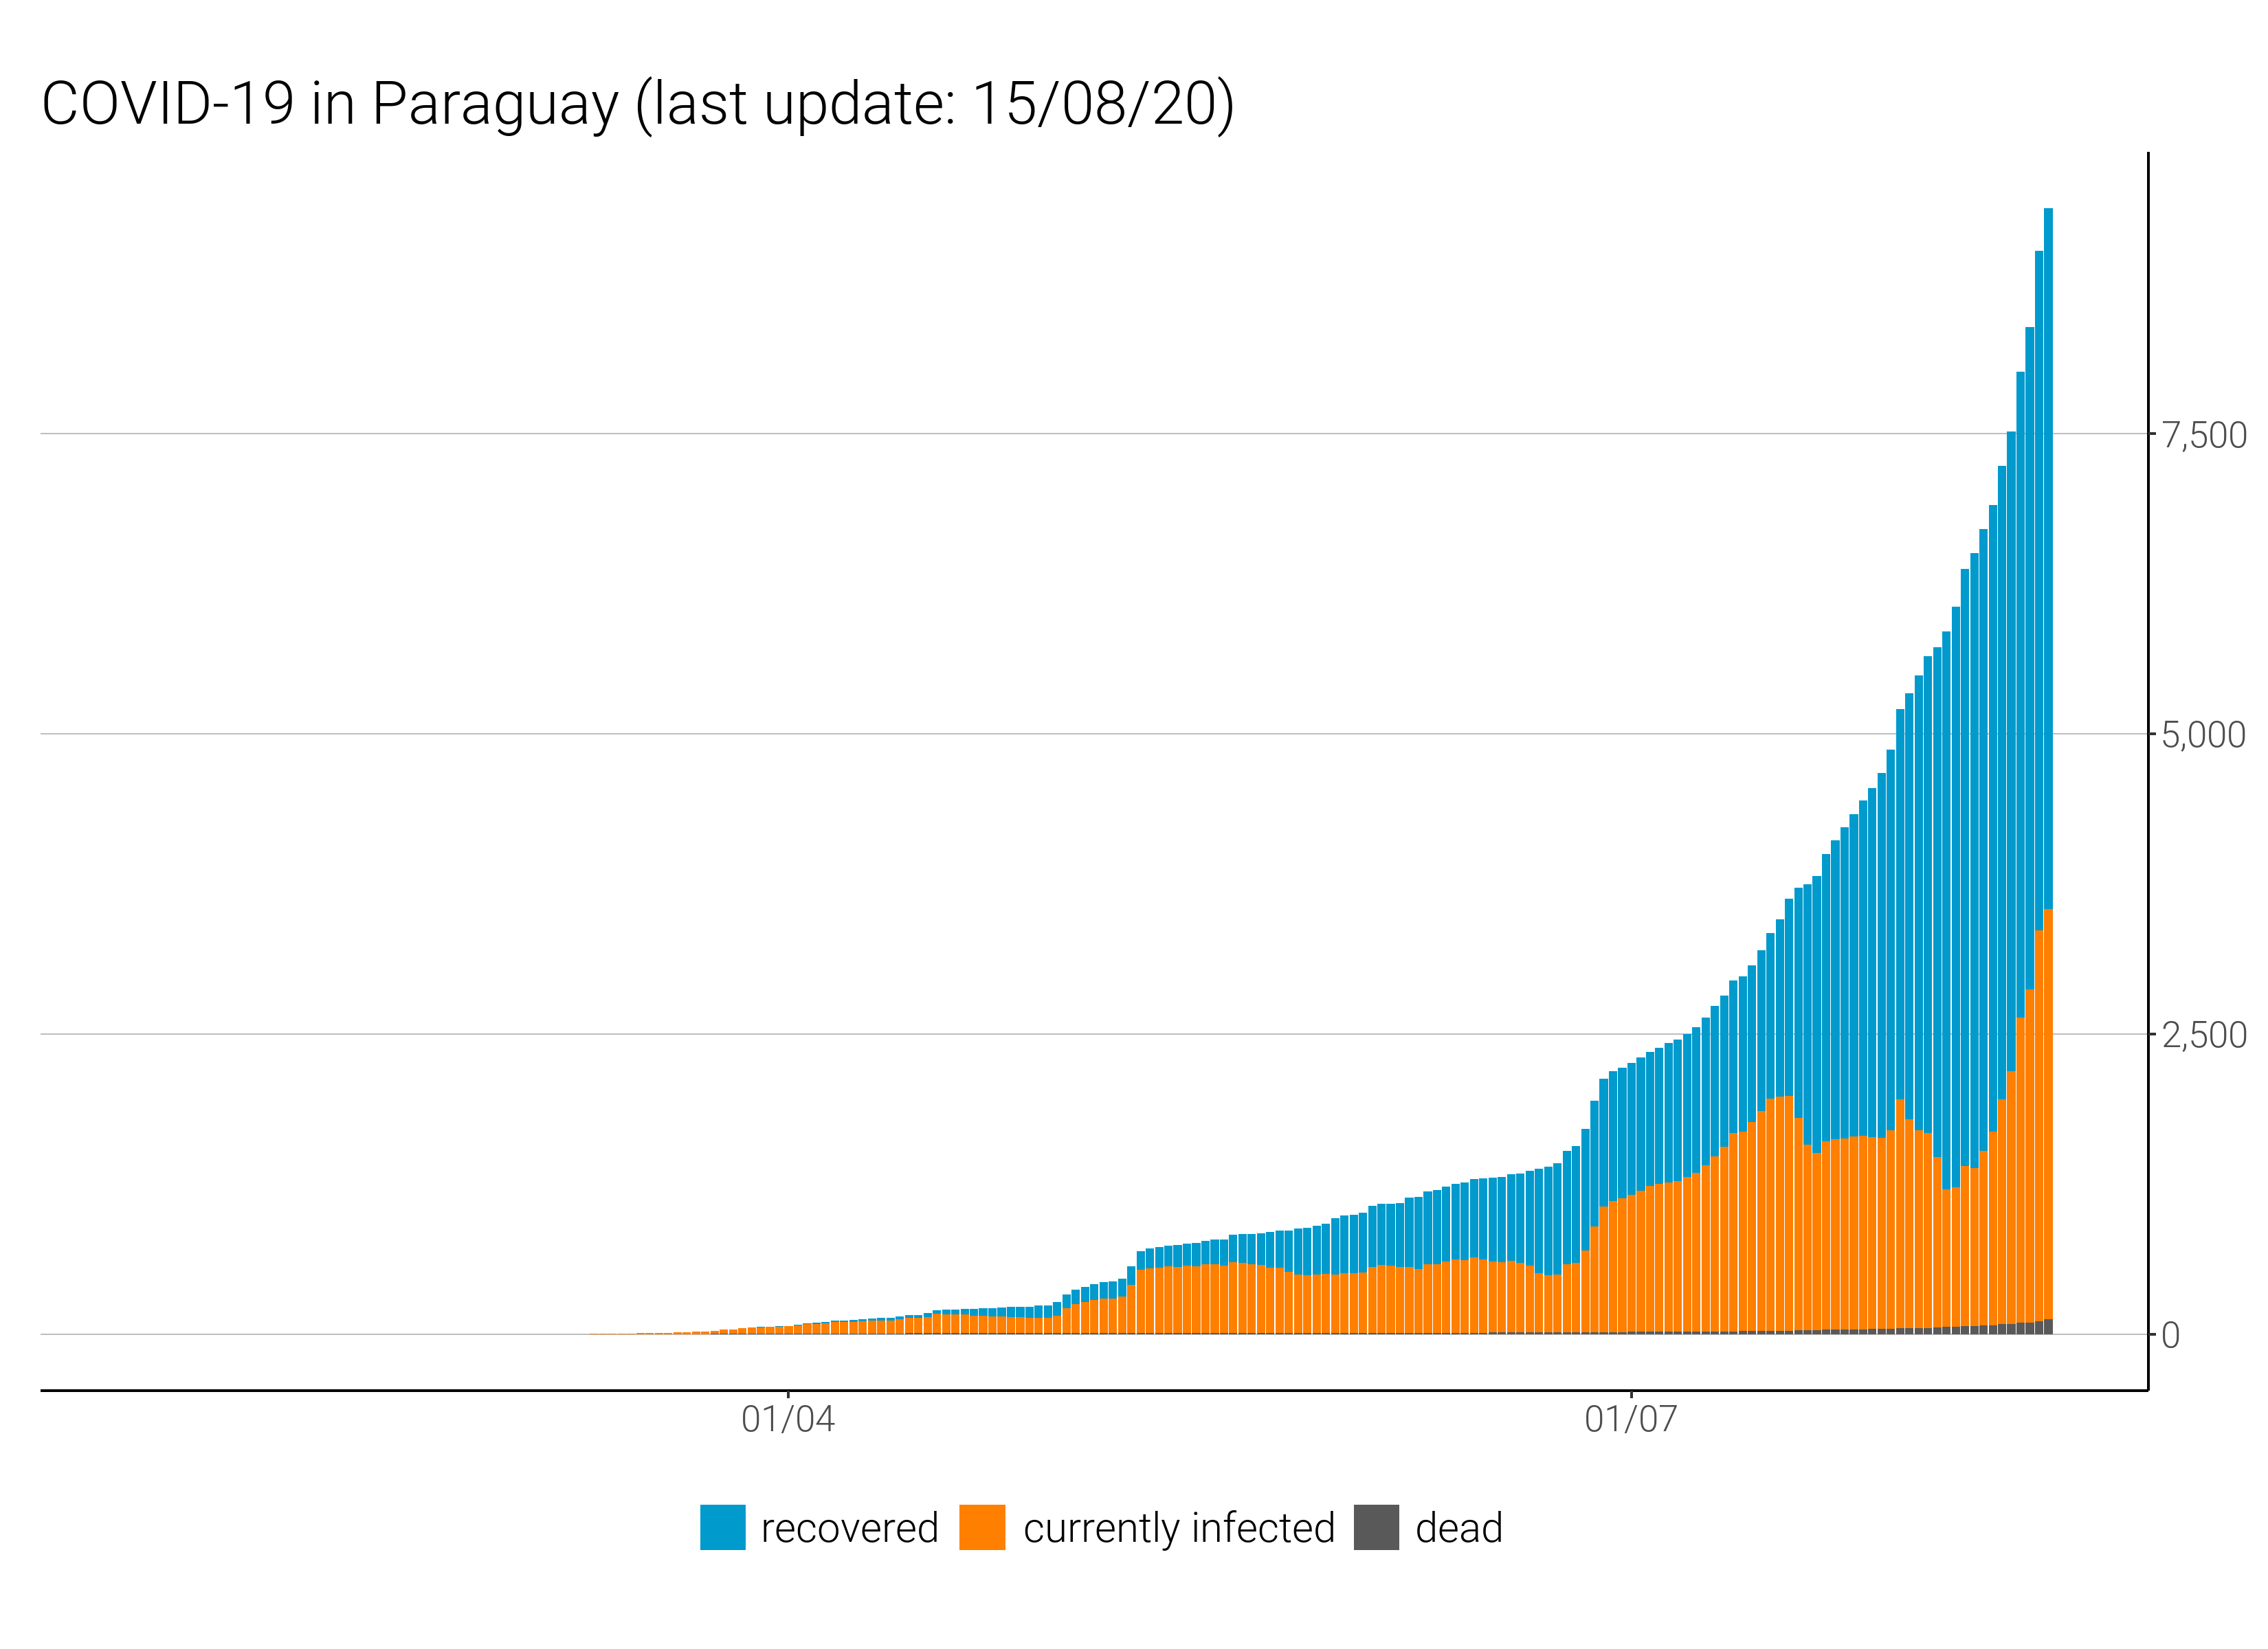 COVID-19 in Paraguay (last update: 15/08/20)
7,500
5,000
2,500
0
01/04 01/07
recovered currently infected dead